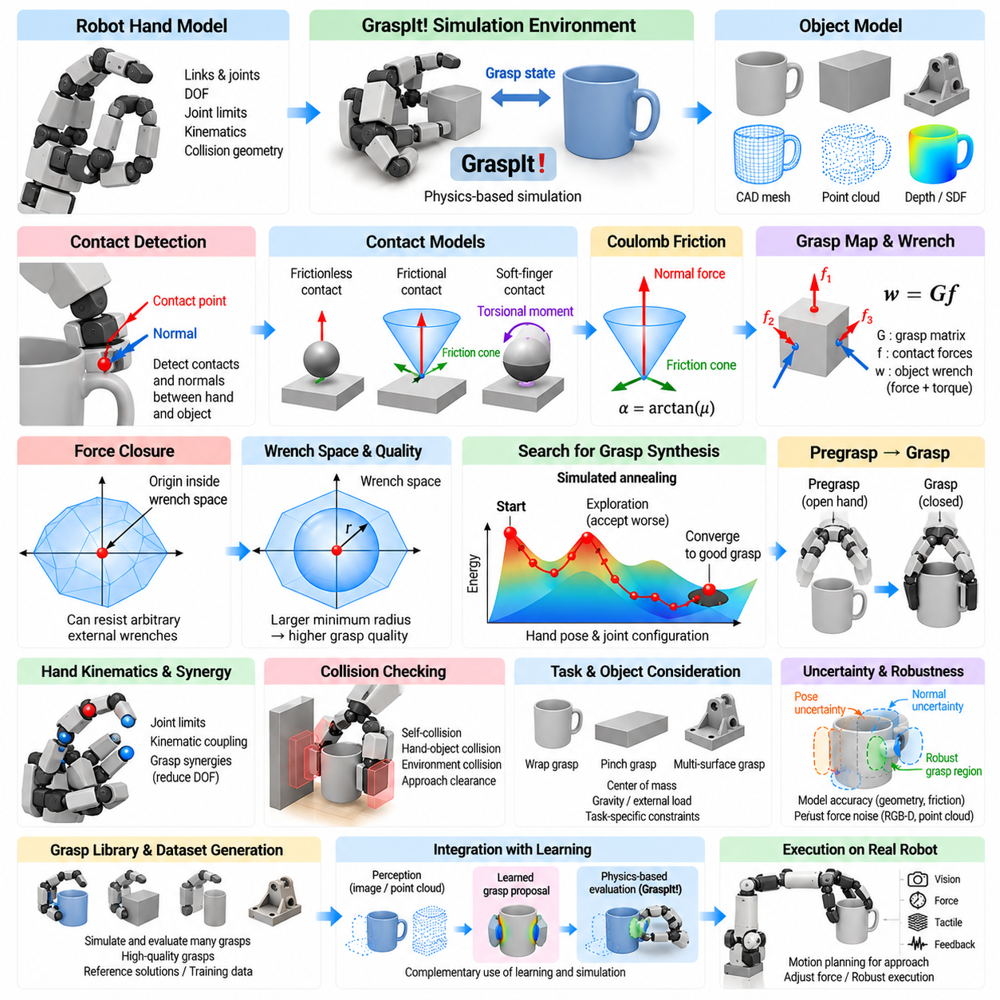 Robot Hand Model
Links & joints
DOF
Joint limits
Kinematics
Collision geometry
GraspIt! Simulation Environment
Grasp state
GraspIt!
Physics-based simulation
Object Model
CAD mesh
Point cloud
Depth / SDF
Contact Detection
Contact point
Normal
Detect contacts
and normals
between hand
and object
Contact Models
Frictionless
contact
Frictional
contact
Friction cone
Soft-finger
contact
Torsional moment
Coulomb Friction
Normal force
Friction cone
α = arctan(μ)
Grasp Map & Wrench
f1
f2
f3
w = Gf
G : grasp matrix
f : contact forces
w : object wrench
(force + torque)
Force Closure
Origin inside
wrench space
Can resist arbitrary
external wrenches
Wrench Space & Quality
Wrench space
r
Larger minimum radius
→ higher grasp quality
Search for Grasp Synthesis
Simulated annealing
Start
Exploration
(accept worse)
Converge
to good grasp
Energy
Hand pose & joint configuration
Pregrasp → Grasp
Pregrasp
(open hand)
Grasp
(closed)
Hand Kinematics & Synergy
Joint limits
Kinematic coupling
Grasp synergies
(reduce DOF)
Collision Checking
Self-collision
Hand-object collision
Environment collision
Approach clearance
Task & Object Consideration
Wrap grasp
Pinch grasp
Multi-surface grasp
Center of mass
Gravity / external load
Task-specific constraints
Uncertainty & Robustness
Pose
uncertainty
Normal
uncertainty
Robust
grasp region
Model accuracy (geometry, friction)
force noise (RGB-D, point cloud)
Grasp Library & Dataset Generation
Simulate and evaluate many grasps
High-quality grasps
Reference solutions / Training data
Integration with Learning
Perception
(image / point cloud)
Learned
grasp proposal
Physics-based
evaluation (GraspIt!)
Complementary use of learning and simulation
Execution on Real Robot
Vision
Force
Tactile
Feedback
Motion planning for approach
Adjust force / Robust execution